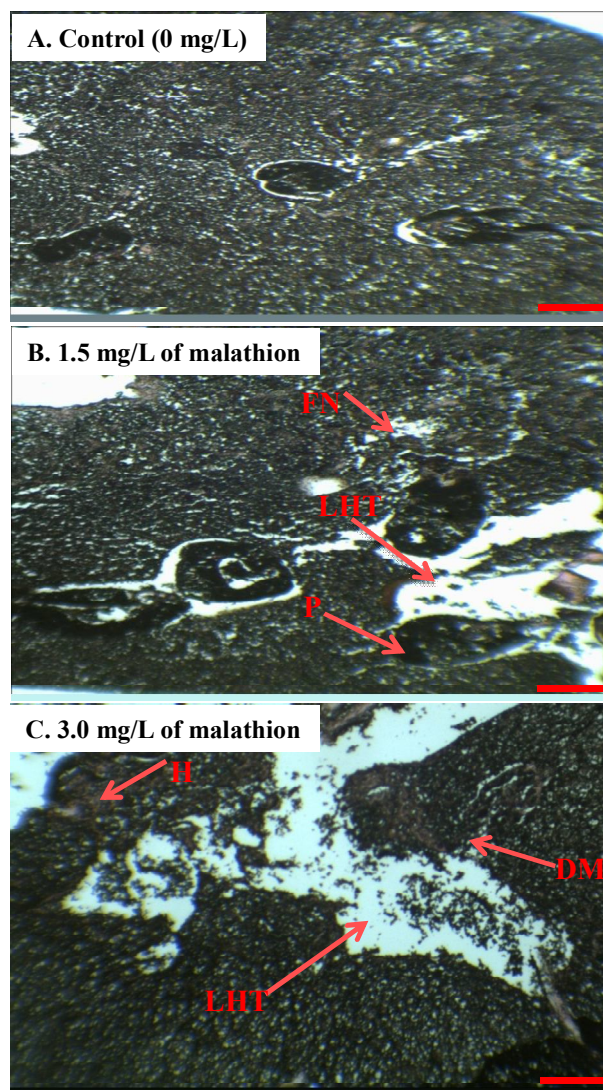 A. Control (0 mg/L)
B. 1.5 mg/L of malathion
FN
LHT
P
C. 3.0 mg/L of malathion
H
DM
LHT